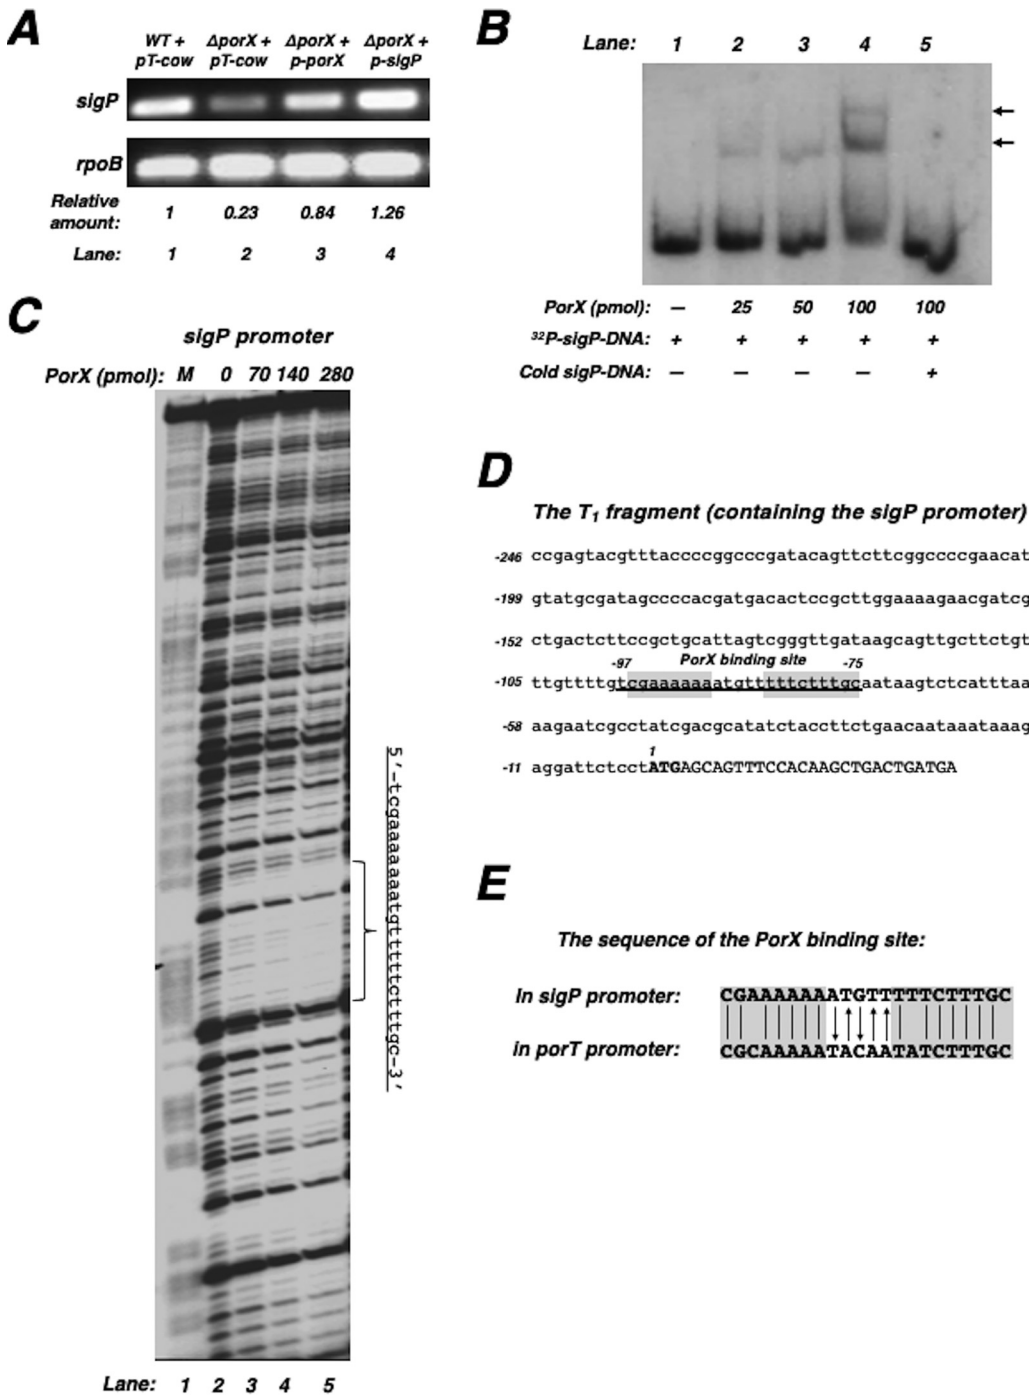 A
WT + pT-cow
ΔporX + pT-cow
ΔporX + p-porX
ΔporX + p-sigP
sigP
rpoB
Relative amount: 1 0.23 0.84 1.26
Lane: 1 2 3 4
B
Lane: 1 2 3 4 5
PorX (pmol): — 25 50 100 100
³²P-sigP-DNA: + + + + +
Cold sigP-DNA: — — — — +
C
sigP promoter
PorX (pmol): M 0 70 140 280
5′-tcgaaaaaaatgtttttctttgc-3′
Lane: 1 2 3 4 5
D
The T₁ fragment (containing the sigP promoter)
-246 ccgagtacgtttaccccggcccgatacagttcttcggccccgaacat
-199 gtatgcgatagccccacgatgacactccgcttggaaaagaacgatcg
-152 ctgactcttccgctgcattagtcgggttgataagcagttgcttctgt
-97 PorX binding site -75
-105 ttgttttgtcgaaaaaaatgtttttctttgcaataagtctcatttaa
-58 aagaatcgcctatcgacgcatatctaccttctgaacaataaataaag
1
-11 aggattctcctATGAGCAGTTTCCACAAGCTGACTGATGA
E
The sequence of the PorX binding site:
In sigP promoter: CGAAAAAAATGTTTTTCTTTGC
in porT promoter: CGCAAAAATACAATATCTTTGC